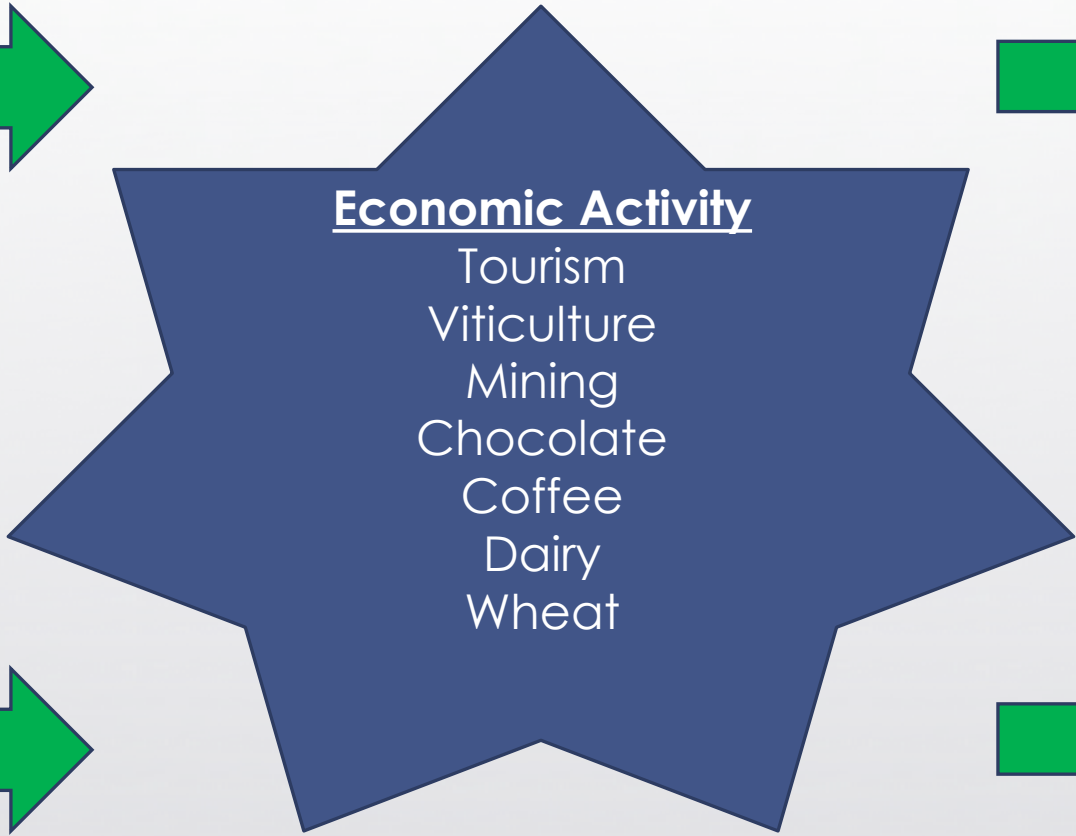 Economic Activity
Tourism
Viticulture
Mining
Chocolate
Coffee
Dairy
Wheat